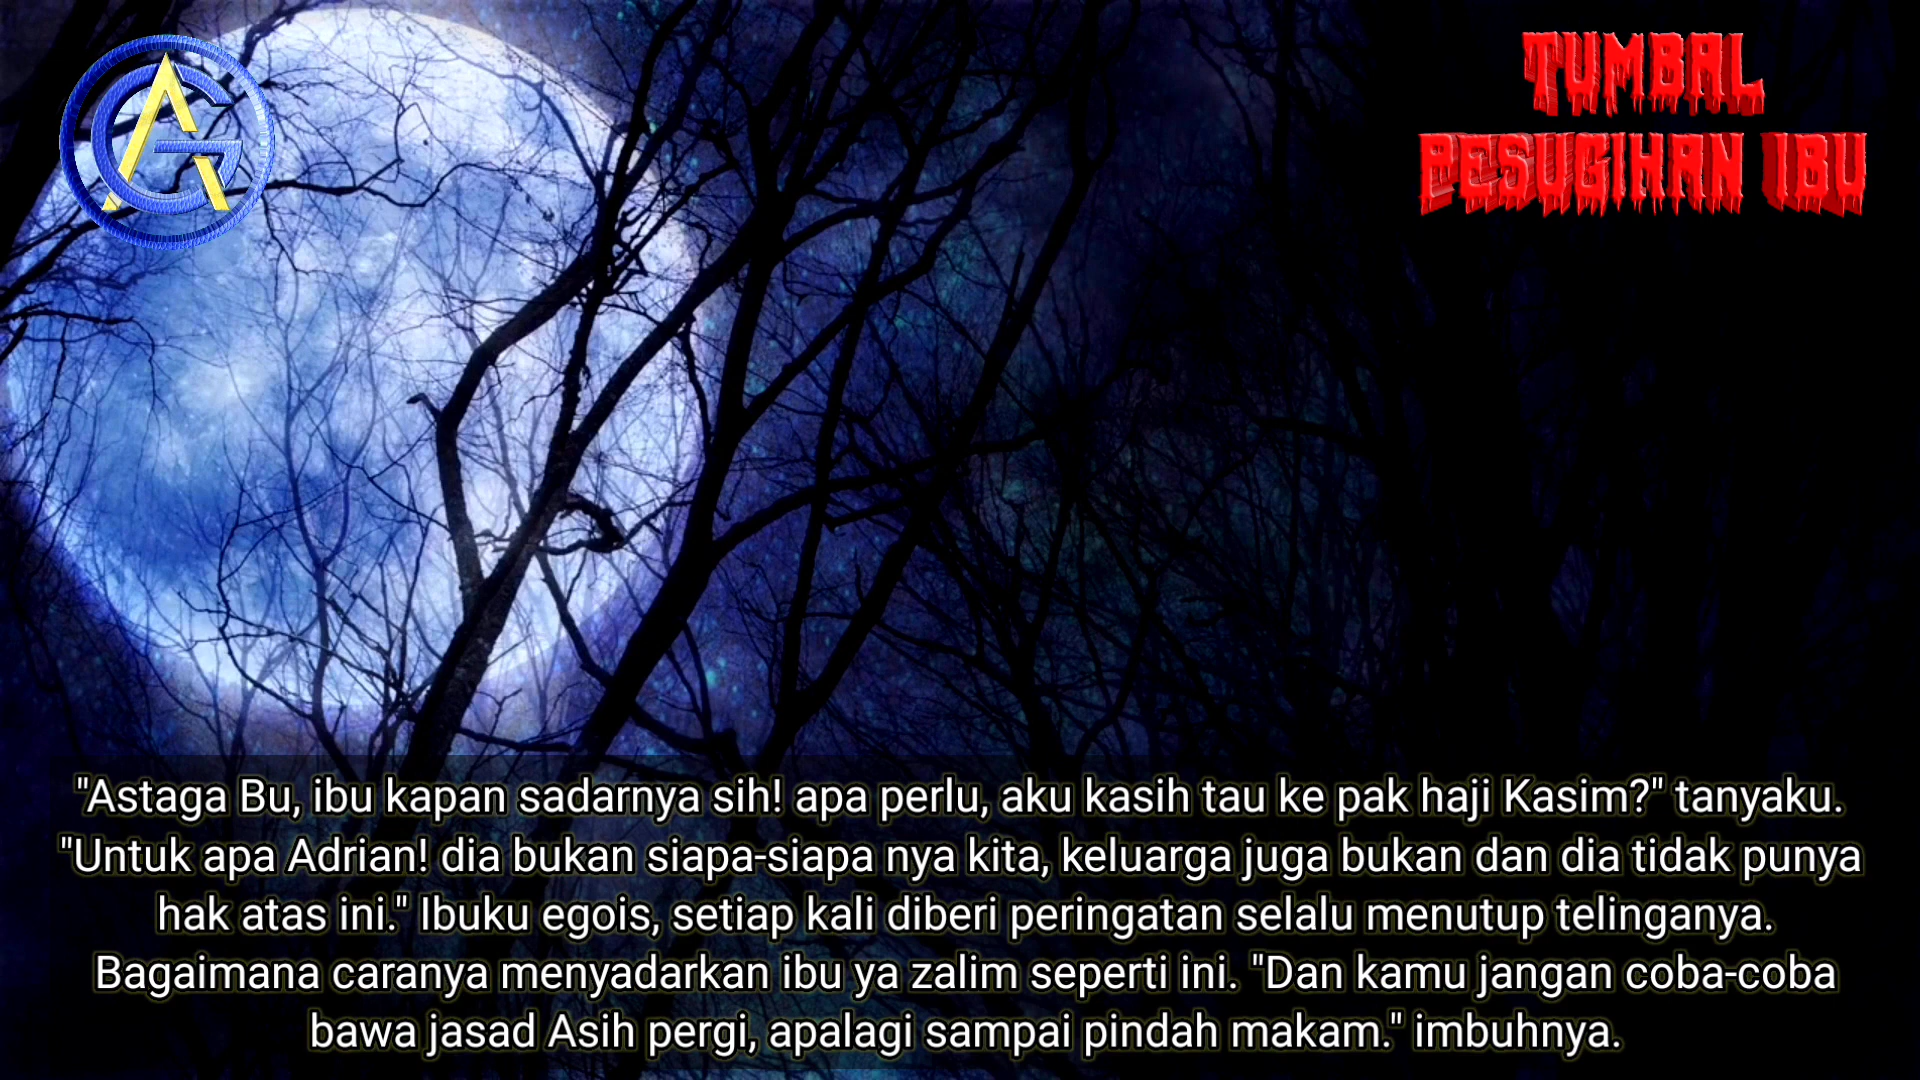 TUMBAL
PESUGIHAN IBU
"Astaga Bu, ibu kapan sadarnya sih! apa perlu, aku kasih tau ke pak haji Kasim?" tanyaku.
"Untuk apa Adrian! dia bukan siapa-siapa nya kita, keluarga juga bukan dan dia tidak punya
hak atas ini." Ibuku egois, setiap kali diberi peringatan selalu menutup telinganya.
Bagaimana caranya menyadarkan ibu ya zalim seperti ini. "Dan kamu jangan coba-coba
bawa jasad Asih pergi, apalagi sampai pindah makam." imbuhnya.